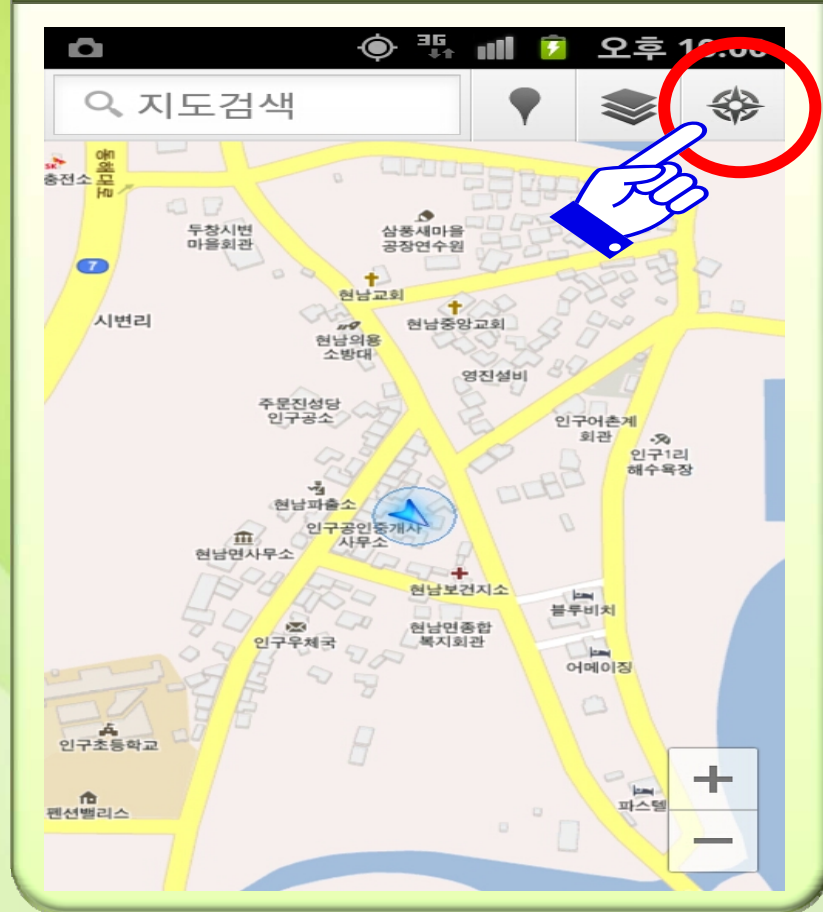 3G
오후
지도검색
SK
충전소
동해대로
두창시변
마을회관
삼풍새마을
공장연수원
7
현남교회
시변리
현남중앙교회
현남의용
소방대
영진설비
주문진성당
인구공소
인구어촌계
회관
인구1리
해수욕장
현남파출소
인구공인중개사
사무소
현남면사무소
현남보건지소
블루비치
인구우체국
현남면종합
복지회관
어메이징
인구초등학교
+
파스텔
펜션밸리스
−